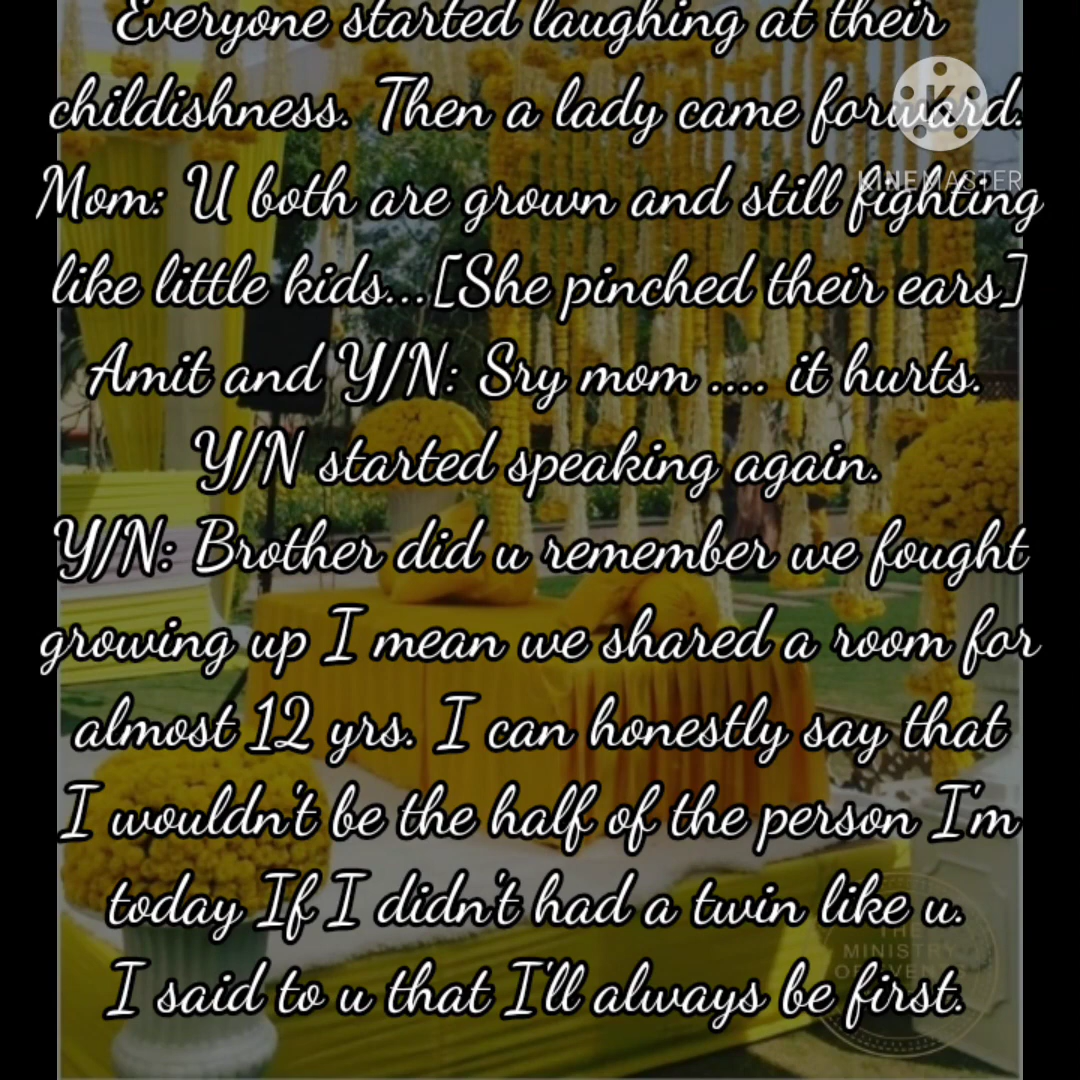 Everyone started laughing at their
childishness. Then a lady came forward.
KINEMASTER
Mom: U both are grown and still fighting
like little kids...[She pinched their ears]
Amit and Y/N: Sry mom .... it hurts.
Y/N started speaking again.
Y/N: Brother did u remember we fought
growing up I mean we shared a room for
almost 12 yrs. I can honestly say that
I wouldn't be the half of the person I'm
today If I didn't had a twin like u.
THE
MINISTRY
I said to u that I'll always be first.